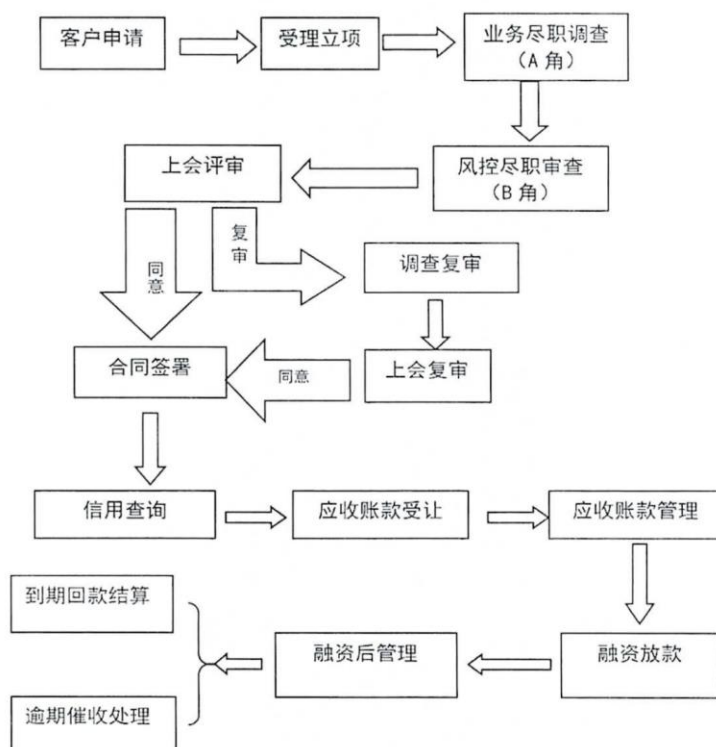 客户申请
受理立项
业务尽职调查
（A 角）
上会评审
风控尽职审查
（B 角）
同意
复审
调查复审
合同签署
同意
上会复审
信用查询
应收账款受让
应收账款管理
到期回款结算
融资后管理
融资放款
逾期催收处理